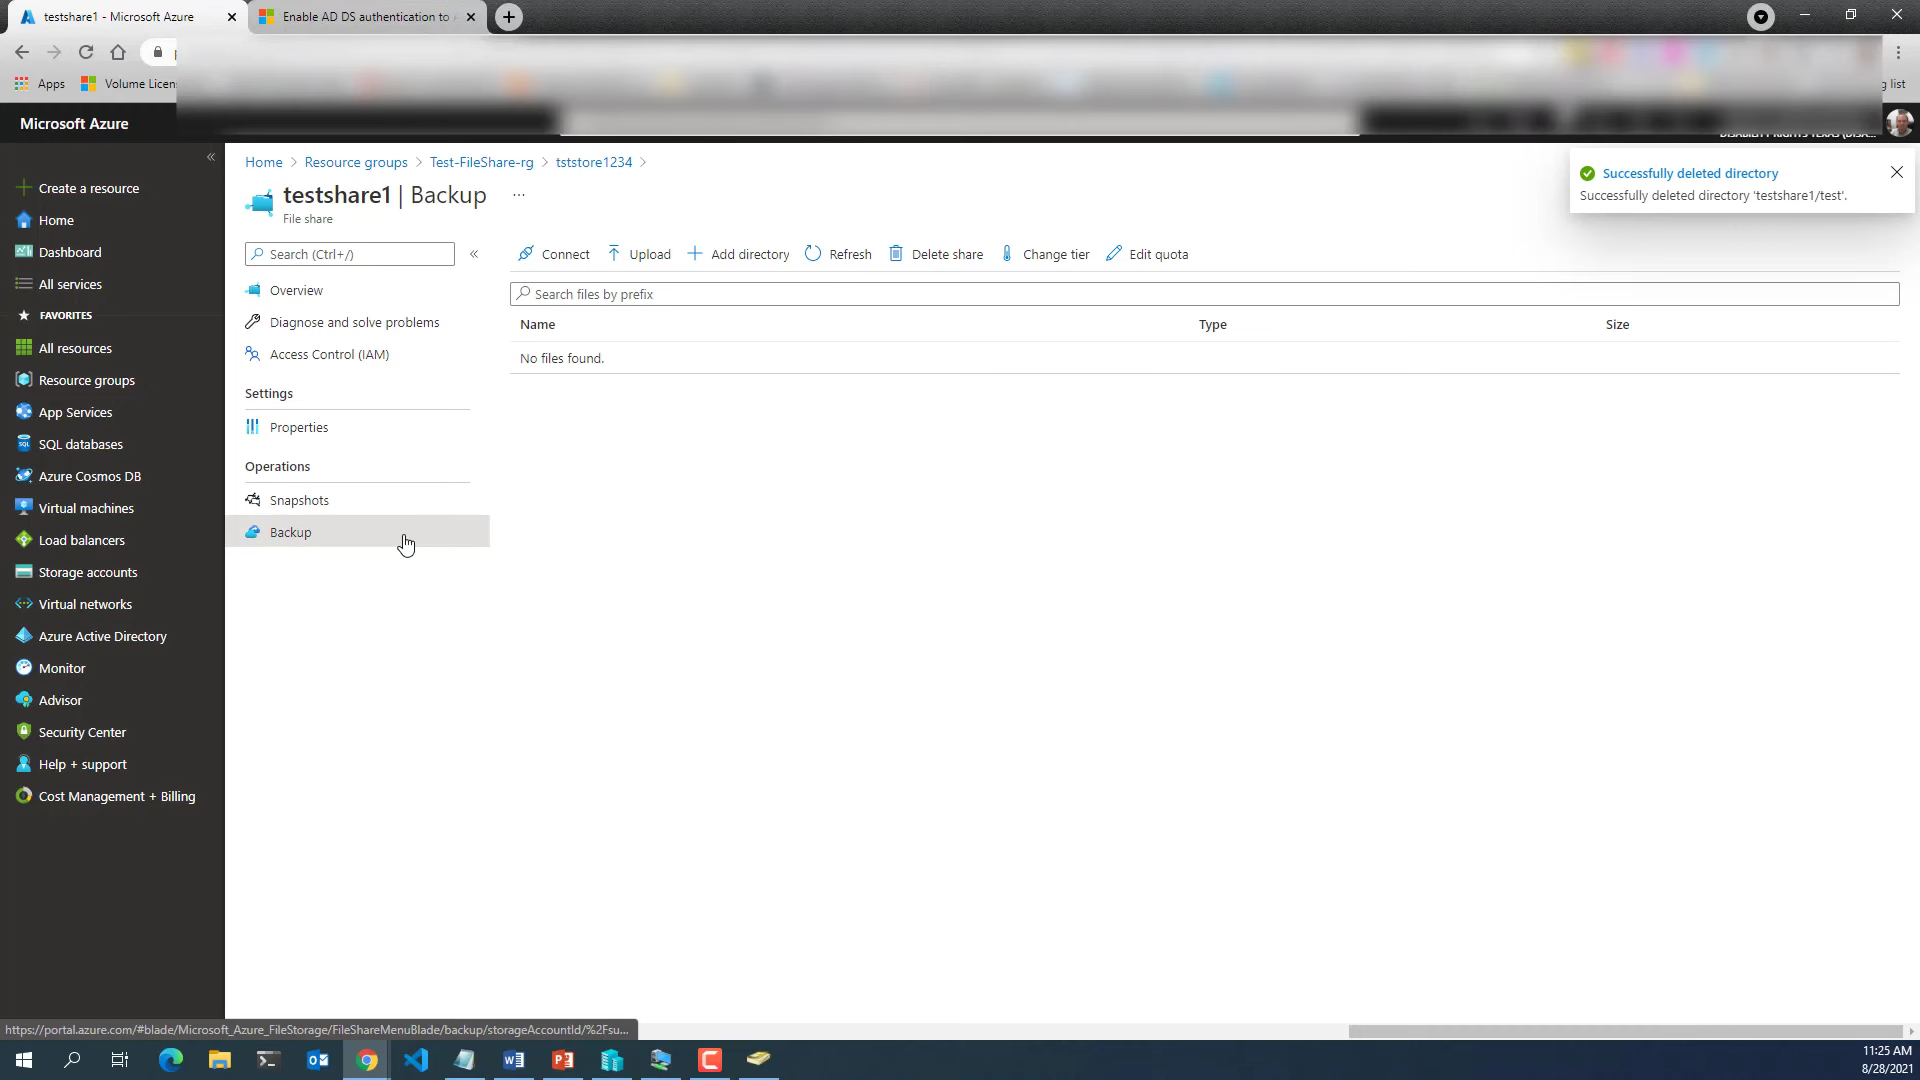 testshare1 - Microsoft Azure
Enable AD DS authentication to
Apps
Volume Licen
g list
Microsoft Azure
Home > Resource groups > Test-FileShare-rg > tststore1234 >
testshare1 | Backup ...
File share
Successfully deleted directory
Successfully deleted directory 'testshare1/test'.
Create a resource
Home
Dashboard
All services
FAVORITES
All resources
Resource groups
App Services
SQL databases
Azure Cosmos DB
Virtual machines
Load balancers
Storage accounts
Virtual networks
Azure Active Directory
Monitor
Advisor
Security Center
Help + support
Cost Management + Billing
Search (Ctrl+/)
Overview
Diagnose and solve problems
Access Control (IAM)
Settings
Properties
Operations
Snapshots
Backup
Connect Upload Add directory Refresh Delete share Change tier Edit quota
Search files by prefix
Name Type Size
No files found.
https://portal.azure.com/#blade/Microsoft_Azure_FileStorage/FileShareMenuBlade/backup/storageAccountId/%2Fsu...
11:25 AM
8/28/2021